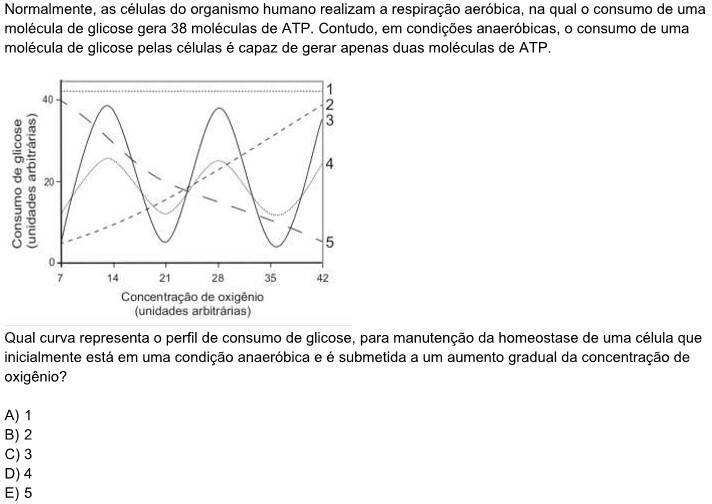 Normalmente, as células do organismo humano realizam a respiração aeróbica, na qual o consumo de uma
molécula de glicose gera 38 moléculas de ATP. Contudo, em condições anaeróbicas, o consumo de uma
molécula de glicose pelas células é capaz de gerar apenas duas moléculas de ATP.
Consumo de glicose
(unidades arbitrárias)
40
20
0
1
2
3
4
5
7 14 21 28 35 42
Concentração de oxigênio
(unidades arbitrárias)
Qual curva representa o perfil de consumo de glicose, para manutenção da homeostase de uma célula que
inicialmente está em uma condição anaeróbica e é submetida a um aumento gradual da concentração de
oxigênio?
A) 1
B) 2
C) 3
D) 4
E) 5